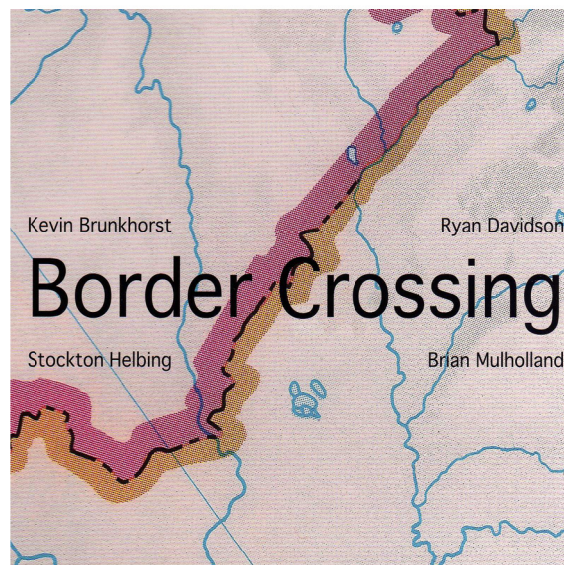 Kevin Brunkhorst
Ryan Davidson
Border Crossing
Stockton Helbing
Brian Mulholland